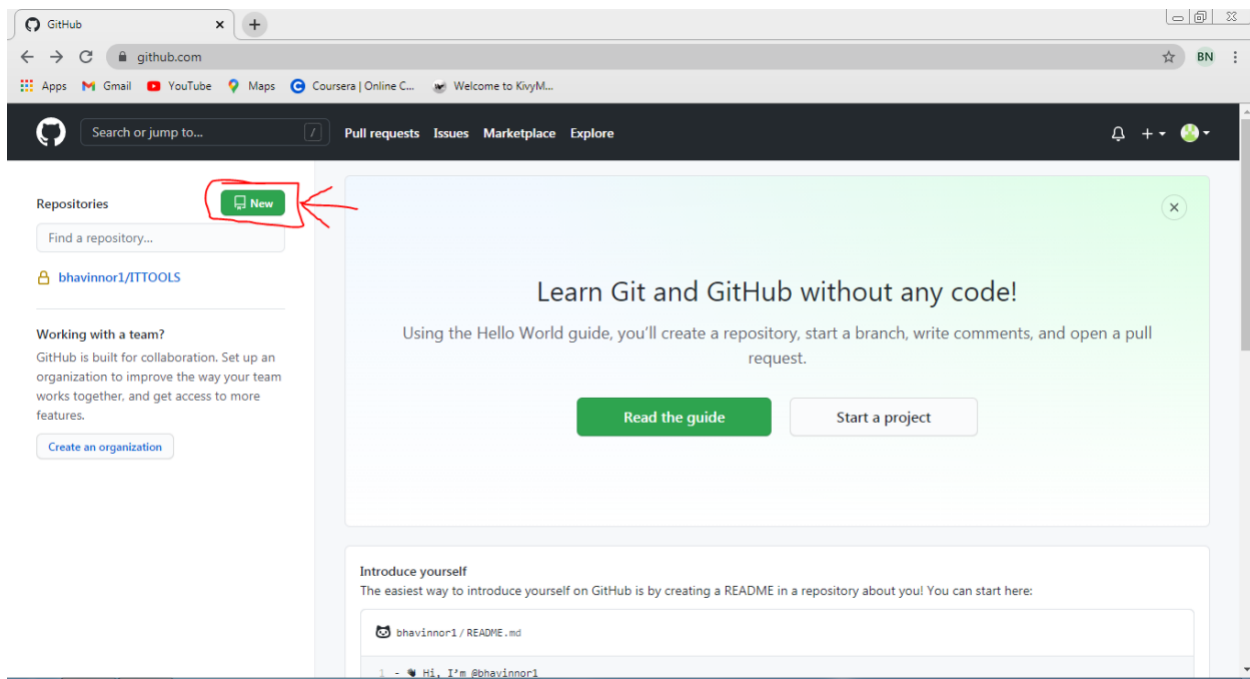 GitHub
github.com
BN
Apps Gmail YouTube Maps Coursera | Online C... Welcome to KivyM...
Search or jump to... / Pull requests Issues Marketplace Explore
Repositories New
Find a repository...
bhavinnor1/ITTOOLS
Working with a team?
GitHub is built for collaboration. Set up an
organization to improve the way your team
works together, and get access to more
features.
Create an organization
Learn Git and GitHub without any code!
Using the Hello World guide, you’ll create a repository, start a branch, write comments, and open a pull
request.
Read the guide Start a project
Introduce yourself
The easiest way to introduce yourself on GitHub is by creating a README in a repository about you! You can start here:
bhavinnor1 / README.md
1 - 👋 Hi, I’m @bhavinnor1